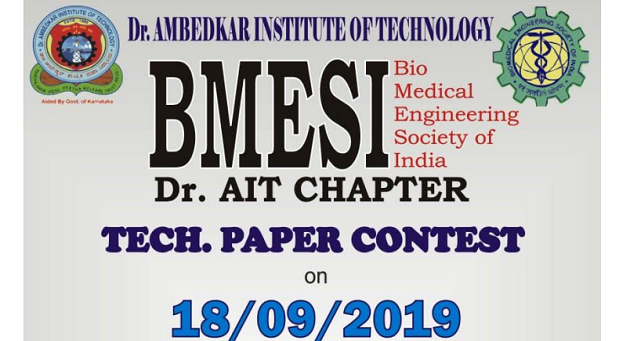 Dr. AMBEDKAR INSTITUTE OF TECHNOLOGY
Aided By Govt. of Karnataka
BMESI
Bio
Medical
Engineering
Society of
India
Dr. AIT CHAPTER
TECH. PAPER CONTEST
on
18/09/2019